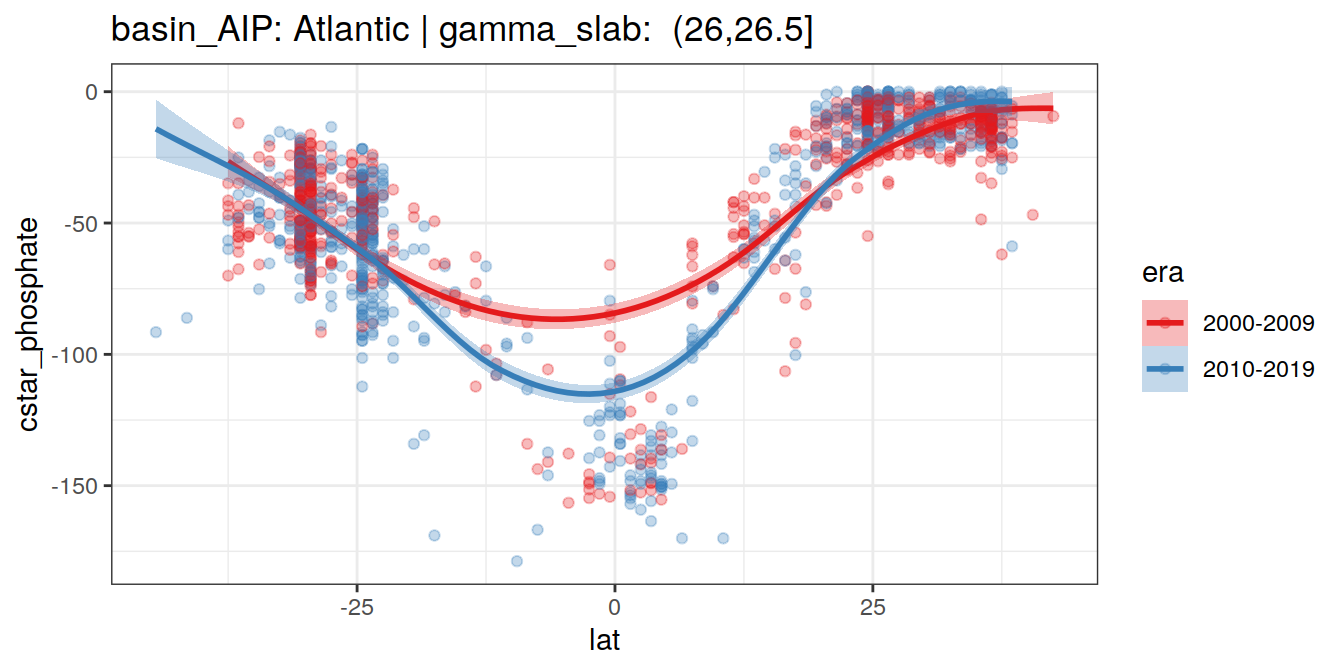 basin_AIP: Atlantic | gamma_slab:  (26,26.5]
0
-50
-100
-150
cstar_phosphate
-25
0
25
lat
era
2000-2009
2010-2019